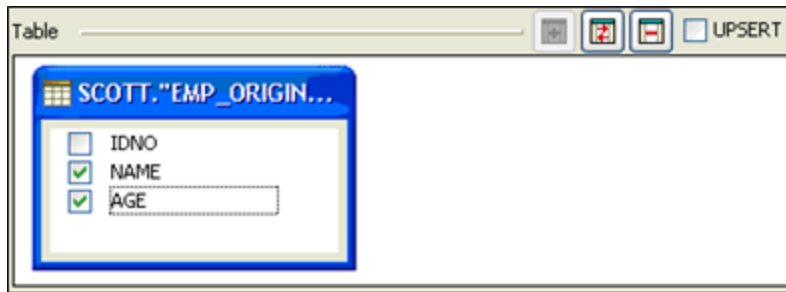 Table UPSERT
SCOTT."EMP_ORIGIN...
IDNO
NAME
AGE